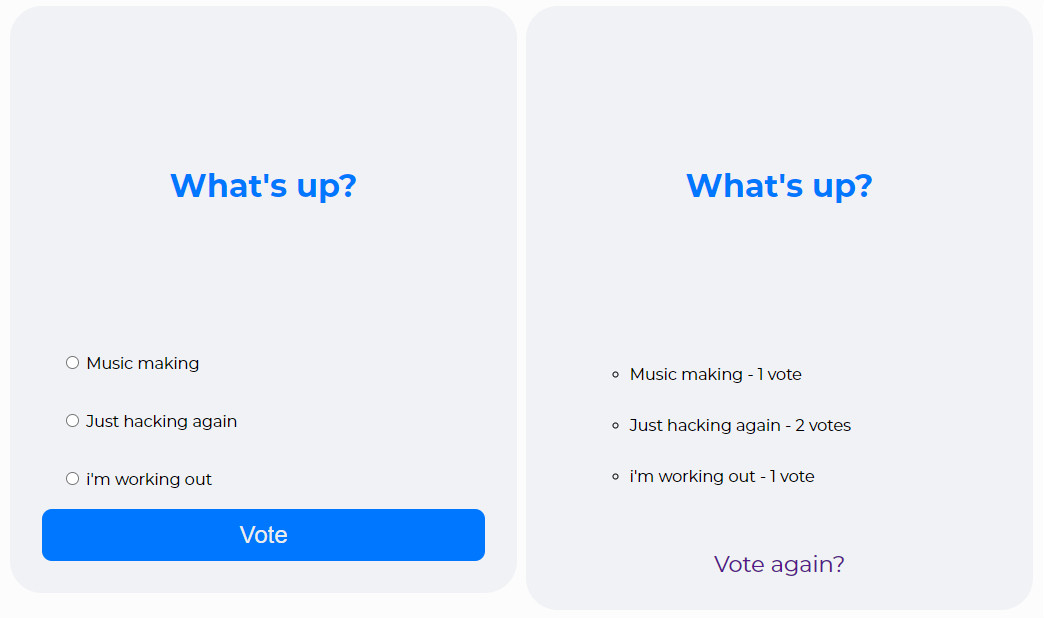 What's up?
Music making
Just hacking again
i'm working out
Vote
What's up?
Music making - 1 vote
Just hacking again - 2 votes
i'm working out - 1 vote
Vote again?